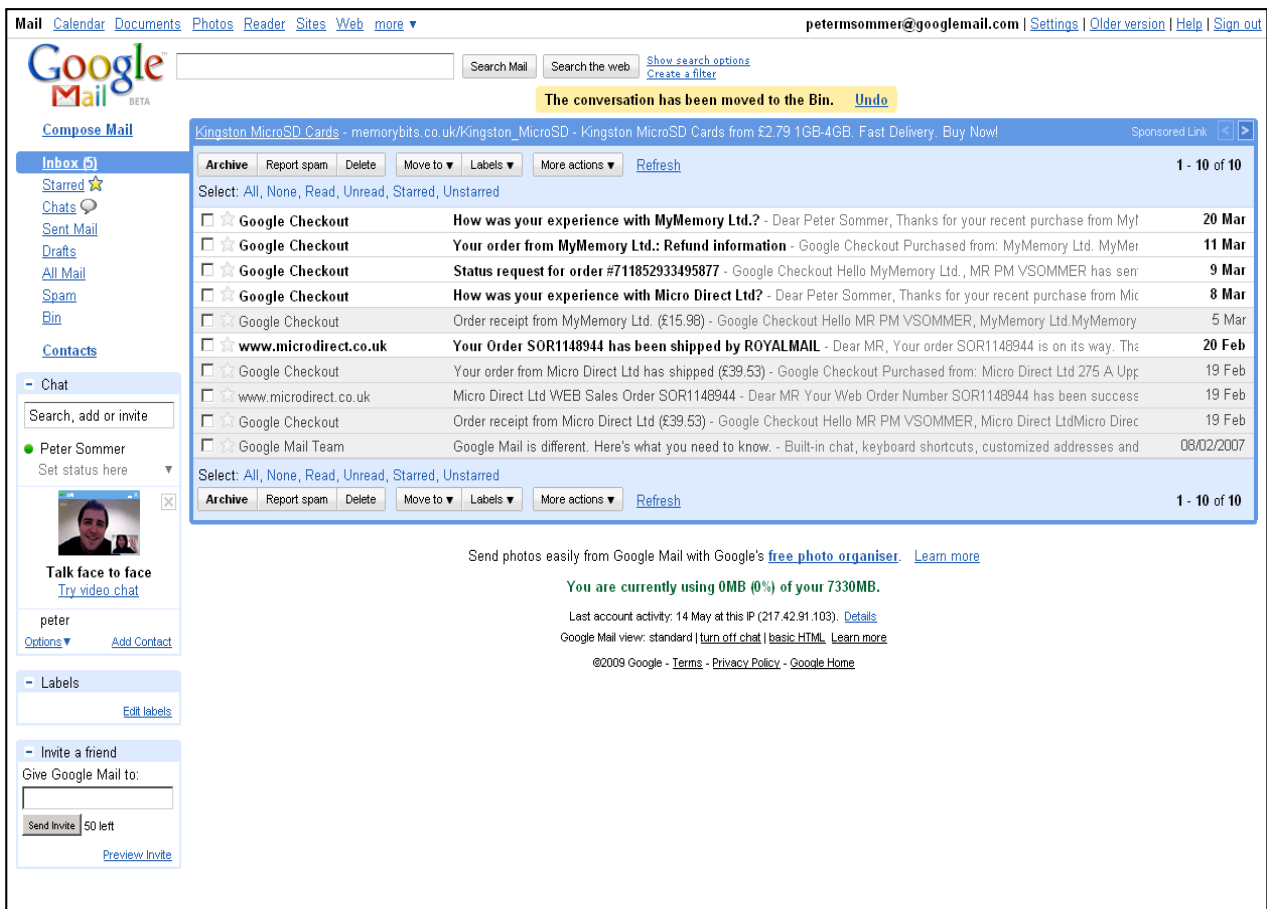 Mail Calendar Documents Photos Reader Sites Web more ▼
petermsommer@googlemail.com | Settings | Older version | Help | Sign out
Google™ Mail BETA
Search Mail Search the web Show search options
Create a filter
The conversation has been moved to the Bin. Undo
Compose Mail
Inbox (5)
Starred
Chats
Sent Mail
Drafts
All Mail
Spam
Bin
Contacts
− Chat
Search, add or invite
Peter Sommer
Set status here ▼
Talk face to face
Try video chat
peter
Options▼ Add Contact
− Labels
Edit labels
− Invite a friend
Give Google Mail to:
Send Invite 50 left
Preview Invite
Kingston MicroSD Cards - memorybits.co.uk/Kingston_MicroSD - Kingston MicroSD Cards from £2.79 1GB-4GB. Fast Delivery. Buy Now! Sponsored Link < >
Archive Report spam Delete Move to ▼ Labels ▼ More actions ▼ Refresh 1 - 10 of 10
Select: All, None, Read, Unread, Starred, Unstarred
Google Checkout How was your experience with MyMemory Ltd.? - Dear Peter Sommer, Thanks for your recent purchase from 20 Mar
Google Checkout Your order from MyMemory Ltd.: Refund information - Google Checkout Purchased from: MyMemory Ltd. MyMer 11 Mar
Google Checkout Status request for order #711852933495877 - Google Checkout Hello MyMemory Ltd., MR PM VSOMMER has sen 9 Mar
Google Checkout How was your experience with Micro Direct Ltd? - Dear Peter Sommer, Thanks for your recent purchase from Mic 8 Mar
Google Checkout Order receipt from MyMemory Ltd. (£15.98) - Google Checkout Hello MR PM VSOMMER, MyMemory Ltd.MyMemory 5 Mar
www.microdirect.co.uk Your Order SOR1148944 has been shipped by ROYALMAIL - Dear MR, Your order SOR1148944 is on its way. Tha 20 Feb
Google Checkout Your order from Micro Direct Ltd has shipped (£39.53) - Google Checkout Purchased from: Micro Direct Ltd 275 A Upp 19 Feb
www.microdirect.co.uk Micro Direct Ltd WEB Sales Order SOR1148944 - Dear MR Your Web Order Number SOR1148944 has been success 19 Feb
Google Checkout Order receipt from Micro Direct Ltd (£39.53) - Google Checkout Hello MR PM VSOMMER, Micro Direct LtdMicro Direc 19 Feb
Google Mail Team Google Mail is different. Here's what you need to know. - Built-in chat, keyboard shortcuts, customized addresses and 08/02/2007
Select: All, None, Read, Unread, Starred, Unstarred
Archive Report spam Delete Move to ▼ Labels ▼ More actions ▼ Refresh 1 - 10 of 10
Send photos easily from Google Mail with Google's free photo organiser. Learn more
You are currently using 0MB (0%) of your 7330MB.
Last account activity: 14 May at this IP (217.42.91.103). Details
Google Mail view: standard | turn off chat | basic HTML Learn more
©2009 Google - Terms - Privacy Policy - Google Home